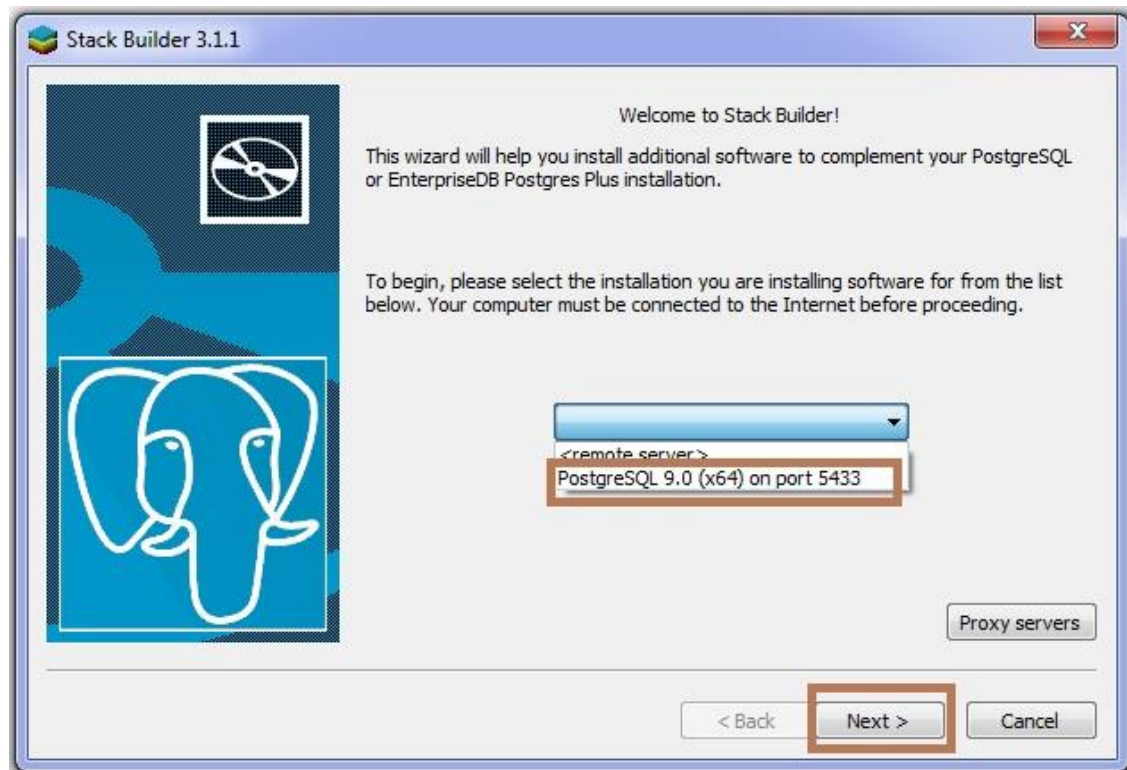 Stack Builder 3.1.1
Welcome to Stack Builder!
This wizard will help you install additional software to complement your PostgreSQL
or EnterpriseDB Postgres Plus installation.
To begin, please select the installation you are installing software for from the list
below. Your computer must be connected to the Internet before proceeding.
<remote server>
PostgreSQL 9.0 (x64) on port 5433
Proxy servers
< Back Next > Cancel